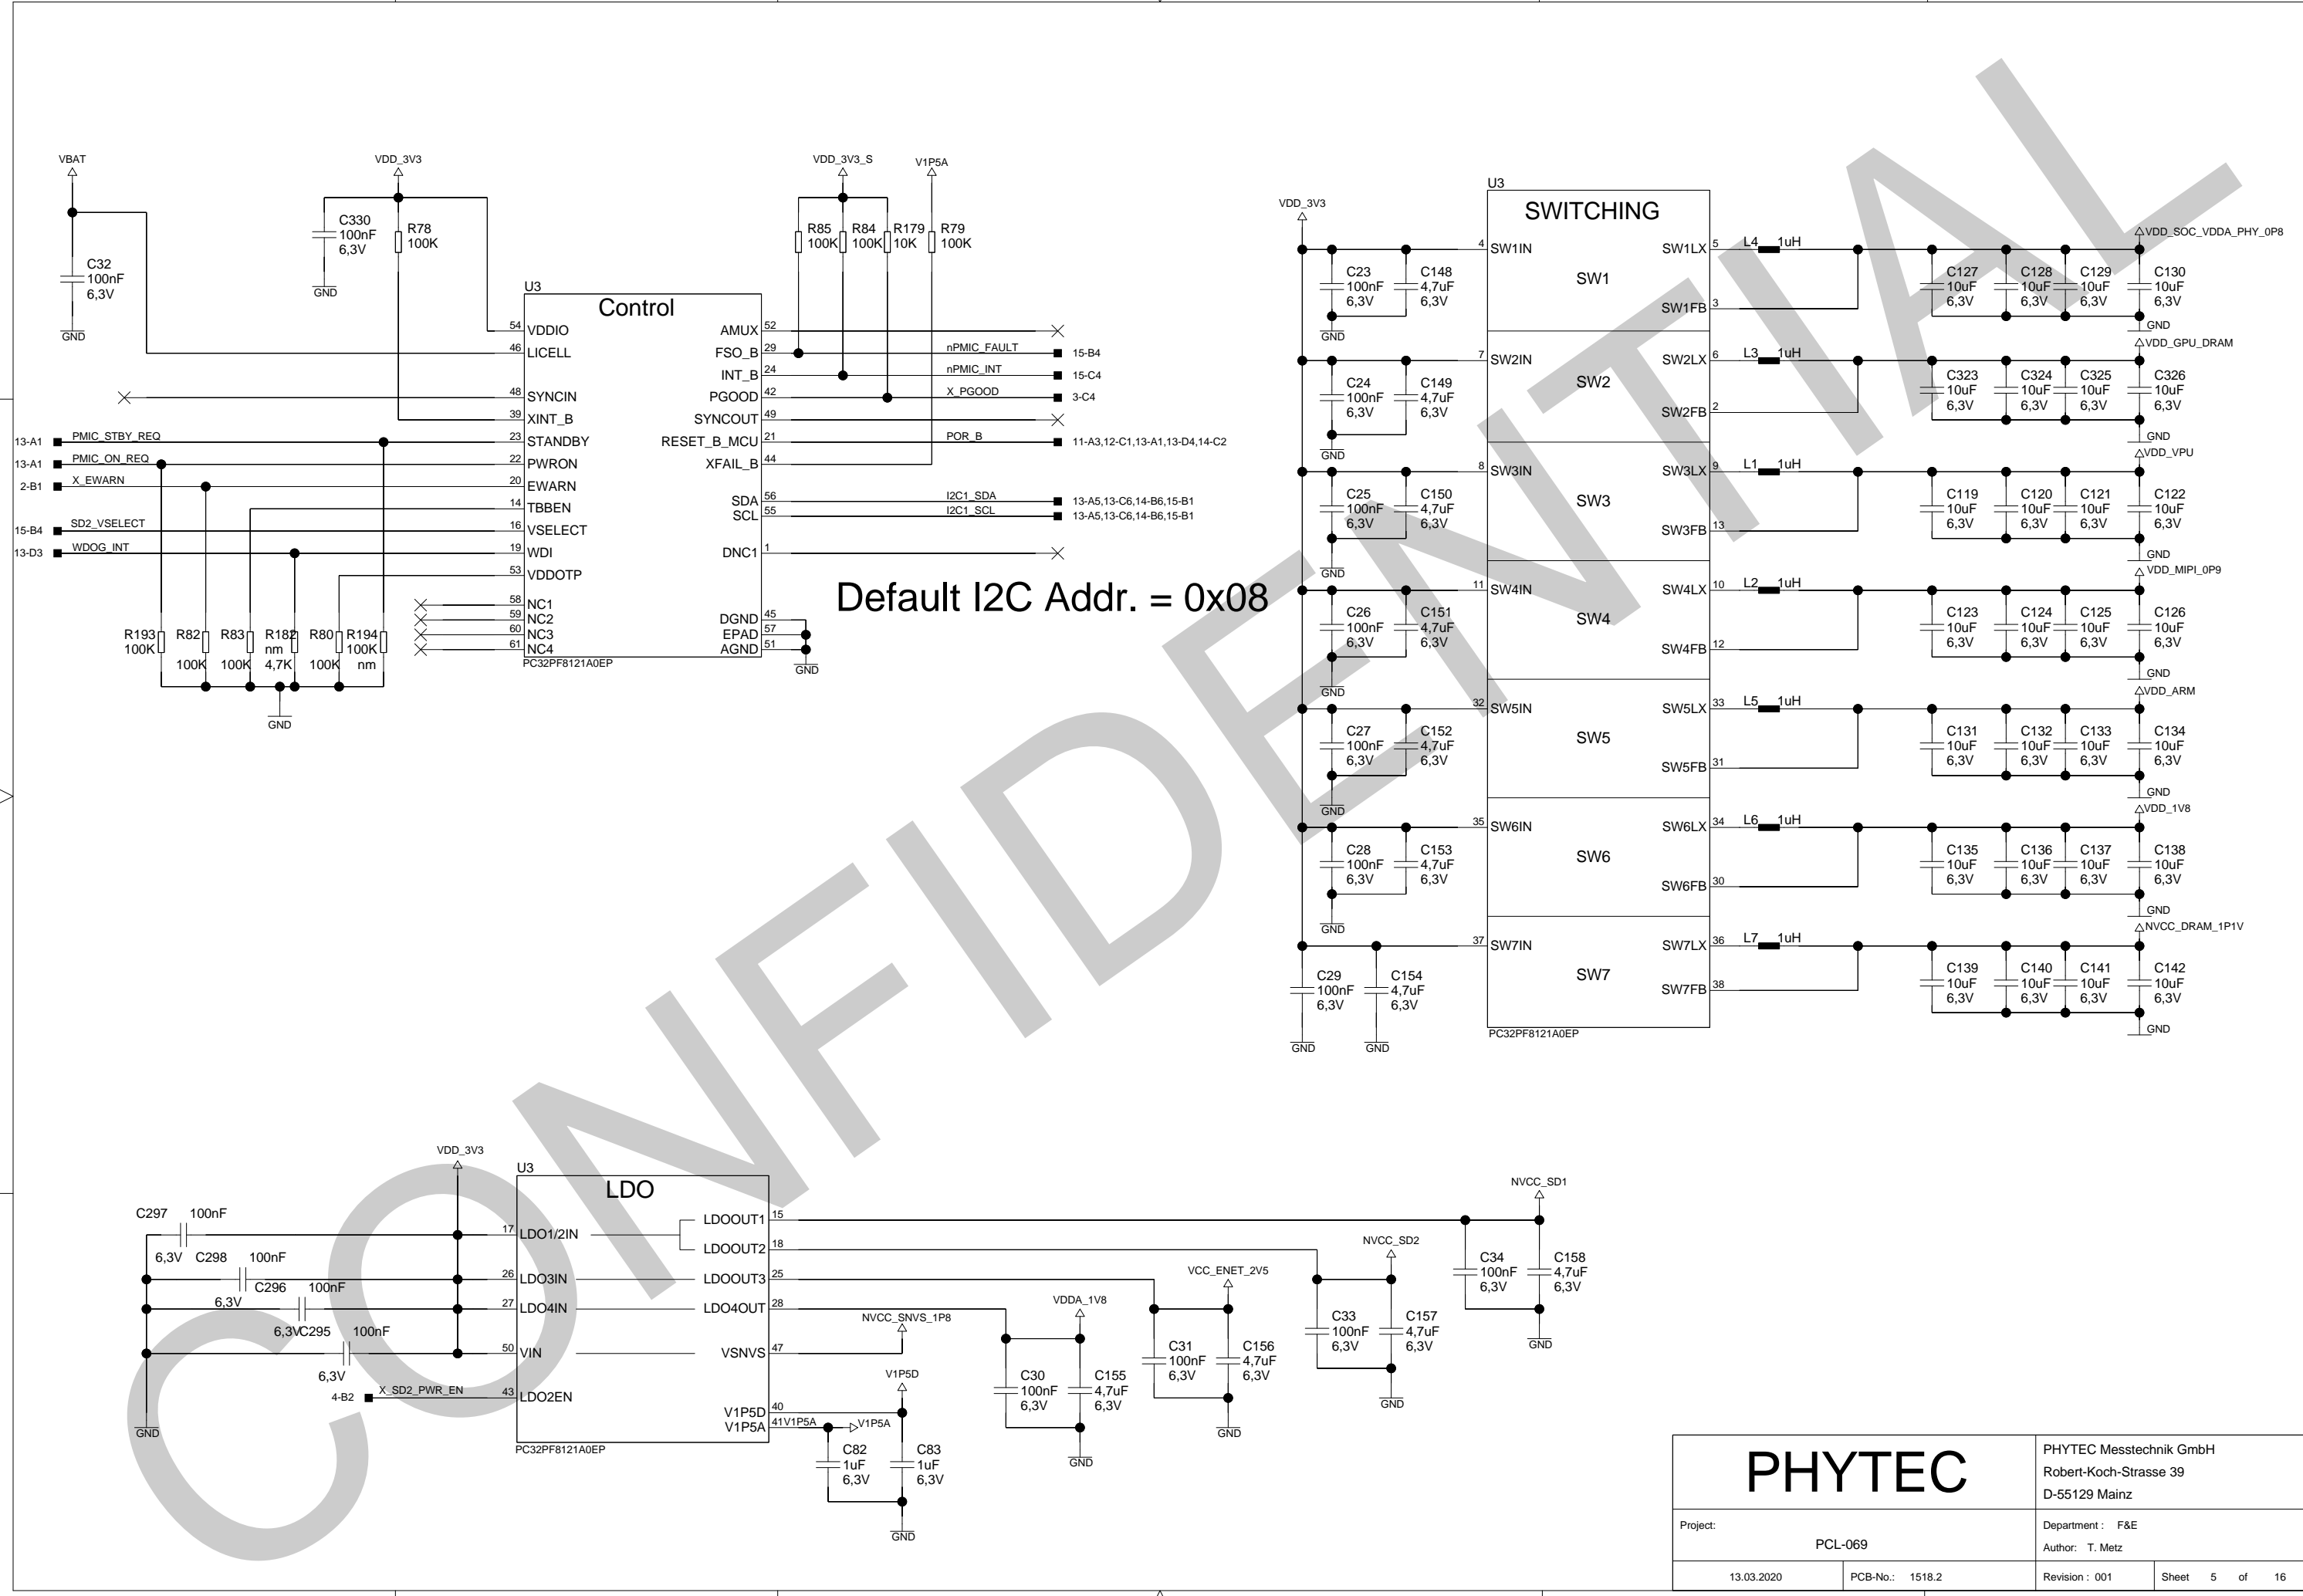 VBAT
C32
100nF
6,3V
GND
VDD_3V3
C330
100nF
6,3V
GND
R78
100K
VDD_3V3_S
R85
100K
R84
100K
R179
10K
V1P5A
R79
100K
U3
Control
54 VDDIO
46 LICELL
48 SYNCIN
39 XINT_B
13-A1 PMIC_STBY_REQ 23 STANDBY
13-A1 PMIC_ON_REQ 22 PWRON
2-B1 X_EWARN 20 EWARN
14 TBBEN
15-B4 SD2_VSELECT 16 VSELECT
13-D3 WDOG_INT 19 WDI
53 VDDOTP
58 NC1
59 NC2
60 NC3
61 NC4
AMUX 52
FSO_B 29 nPMIC_FAULT 15-B4
INT_B 24 nPMIC_INT 15-C4
PGOOD 42 X_PGOOD 3-C4
SYNCOUT 49
RESET_B_MCU 21 POR_B 11-A3,12-C1,13-A1,13-D4,14-C2
XFAIL_B 44
SDA 56 I2C1_SDA 13-A5,13-C6,14-B6,15-B1
SCL 55 I2C1_SCL 13-A5,13-C6,14-B6,15-B1
DNC1 1
DGND 45
EPAD 57
AGND 51
GND
PC32PF8121A0EP
R193
100K
R82
100K
R83
100K
R182
nm
4,7K
R80
100K
R194
100K
nm
GND
Default I2C Addr. = 0x08
VDD_3V3
U3
SWITCHING
4 SW1IN
SW1
SW1LX 5 L4 1uH
SW1FB 3
VDD_SOC_VDDA_PHY_0P8
C23
100nF
6,3V
C148
4,7uF
6,3V
GND
C127
10uF
6,3V
C128
10uF
6,3V
C129
10uF
6,3V
C130
10uF
6,3V
GND
7 SW2IN
SW2
SW2LX 6 L3 1uH
SW2FB 2
VDD_GPU_DRAM
C24
100nF
6,3V
C149
4,7uF
6,3V
GND
C323
10uF
6,3V
C324
10uF
6,3V
C325
10uF
6,3V
C326
10uF
6,3V
GND
8 SW3IN
SW3
SW3LX 9 L1 1uH
SW3FB 13
VDD_VPU
C25
100nF
6,3V
C150
4,7uF
6,3V
GND
C119
10uF
6,3V
C120
10uF
6,3V
C121
10uF
6,3V
C122
10uF
6,3V
GND
11 SW4IN
SW4
SW4LX 10 L2 1uH
SW4FB 12
VDD_MIPI_0P9
C26
100nF
6,3V
C151
4,7uF
6,3V
GND
C123
10uF
6,3V
C124
10uF
6,3V
C125
10uF
6,3V
C126
10uF
6,3V
GND
32 SW5IN
SW5
SW5LX 33 L5 1uH
SW5FB 31
VDD_ARM
C27
100nF
6,3V
C152
4,7uF
6,3V
GND
C131
10uF
6,3V
C132
10uF
6,3V
C133
10uF
6,3V
C134
10uF
6,3V
GND
35 SW6IN
SW6
SW6LX 34 L6 1uH
SW6FB 30
VDD_1V8
C28
100nF
6,3V
C153
4,7uF
6,3V
GND
C135
10uF
6,3V
C136
10uF
6,3V
C137
10uF
6,3V
C138
10uF
6,3V
GND
37 SW7IN
SW7
SW7LX 36 L7 1uH
SW7FB 38
NVCC_DRAM_1P1V
C29
100nF
6,3V
GND
C154
4,7uF
6,3V
GND
C139
10uF
6,3V
C140
10uF
6,3V
C141
10uF
6,3V
C142
10uF
6,3V
GND
PC32PF8121A0EP
CONFIDENTIAL
VDD_3V3
U3
LDO
C297 100nF
6,3V
C298 100nF
6,3V
C296 100nF
6,3V
C295 100nF
6,3V
GND
17 LDO1/2IN
26 LDO3IN
27 LDO4IN
50 VIN
4-B2 X_SD2_PWR_EN 43 LDO2EN
LDOOUT1 15
LDOOUT2 18
LDOOUT3 25
LDO4OUT 28
VSNVS 47
V1P5D 40
V1P5A 41 V1P5A V1P5A
PC32PF8121A0EP
NVCC_SNVS_1P8
V1P5D
C82
1uF
6,3V
C83
1uF
6,3V
GND
VDDA_1V8
C30
100nF
6,3V
C155
4,7uF
6,3V
GND
VCC_ENET_2V5
C31
100nF
6,3V
C156
4,7uF
6,3V
GND
NVCC_SD2
C33
100nF
6,3V
C157
4,7uF
6,3V
GND
NVCC_SD1
C34
100nF
6,3V
C158
4,7uF
6,3V
GND
PHYTEC
PHYTEC Messtechnik GmbH
Robert-Koch-Strasse 39
D-55129 Mainz
Project:
PCL-069
Department : F&E
Author: T. Metz
13.03.2020
PCB-No.: 1518.2
Revision : 001
Sheet 5 of 16